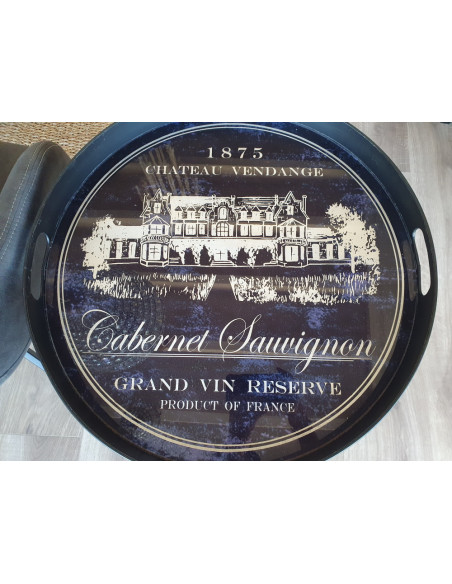 1875
CHATEAU VENDANGE
Cabernet Sauvignon
GRAND VIN RESERVE
PRODUCT OF FRANCE